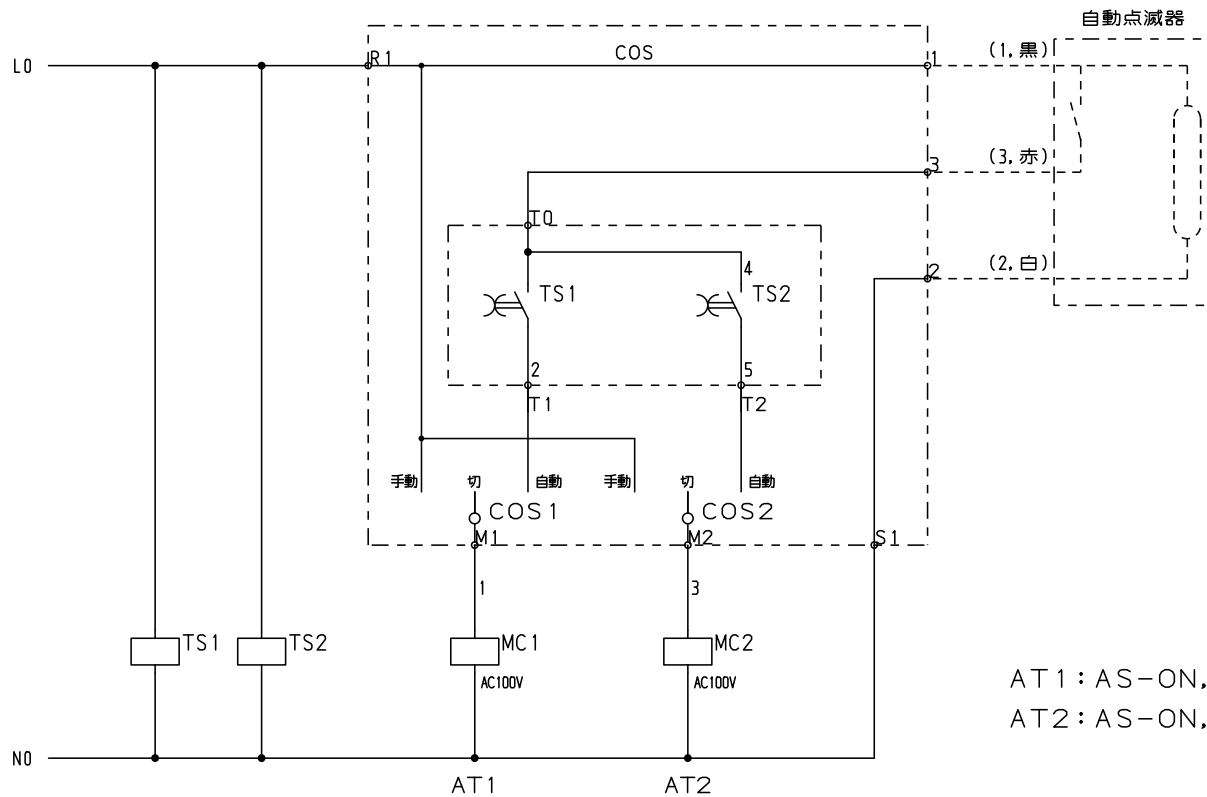 自動点滅器
L0
R1
COS
1
(1,黒)
3
(3,赤)
T0
2
(2,白)
4
TS1
TS2
2
5
T1
T2
手動
切
自動
手動
切
自動
COS1
COS2
M1
M2
S1
1
3
TS1
TS2
MC1
MC2
AC100V
AC100V
AT1:AS-ON,
AT2:AS-ON,
N0
AT1
AT2